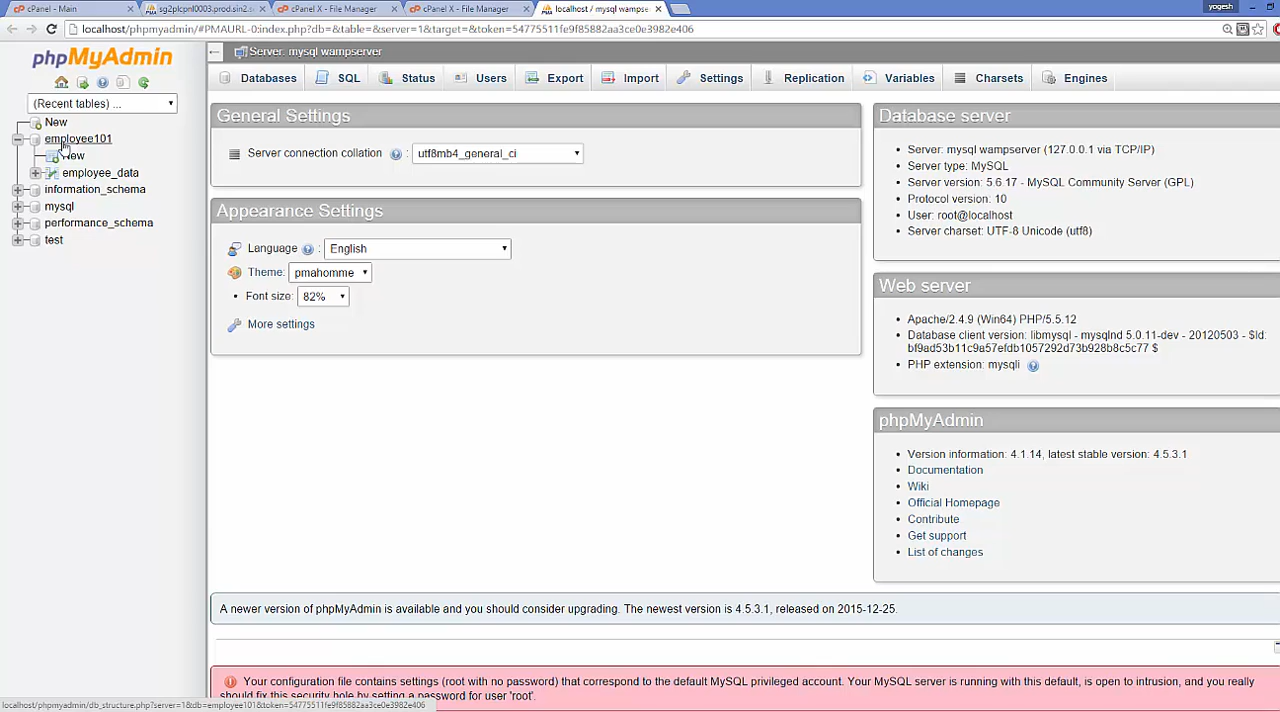 cPanel - Main
sg2plcpnl0003.prod.sin2.s
cPanel X - File Manager
cPanel X - File Manager
localhost / mysql wampse
yogesh
localhost/phpmyadmin/#PMAURL-0:index.php?db=&table=&server=1&target=&token=54775511fe9f85882aa3ce0e3982e406
phpMyAdmin
(Recent tables) ...
New
employee101
New
employee_data
information_schema
mysql
performance_schema
test
Server: mysql wampserver
Databases
SQL
Status
Users
Export
Import
Settings
Replication
Variables
Charsets
Engines
General Settings
Server connection collation : utf8mb4_general_ci
Appearance Settings
Language : English
Theme: pmahomme
• Font size: 82%
More settings
Database server
• Server: mysql wampserver (127.0.0.1 via TCP/IP)
• Server type: MySQL
• Server version: 5.6.17 - MySQL Community Server (GPL)
• Protocol version: 10
• User: root@localhost
• Server charset: UTF-8 Unicode (utf8)
Web server
• Apache/2.4.9 (Win64) PHP/5.5.12
• Database client version: libmysql - mysqlnd 5.0.11-dev - 20120503 - $Id:
bf9ad53b11c9a57efdb1057292d73b928b8c5c77 $
• PHP extension: mysqli
phpMyAdmin
• Version information: 4.1.14, latest stable version: 4.5.3.1
• Documentation
• Wiki
• Official Homepage
• Contribute
• Get support
• List of changes
A newer version of phpMyAdmin is available and you should consider upgrading. The newest version is 4.5.3.1, released on 2015-12-25.
Your configuration file contains settings (root with no password) that correspond to the default MySQL privileged account. Your MySQL server is running with this default, is open to intrusion, and you really
should fix this security hole by setting a password for user 'root'.
localhost/phpmyadmin/db_structure.php?server=1&db=employee101&token=54775511fe9f85882aa3ce0e3982e406